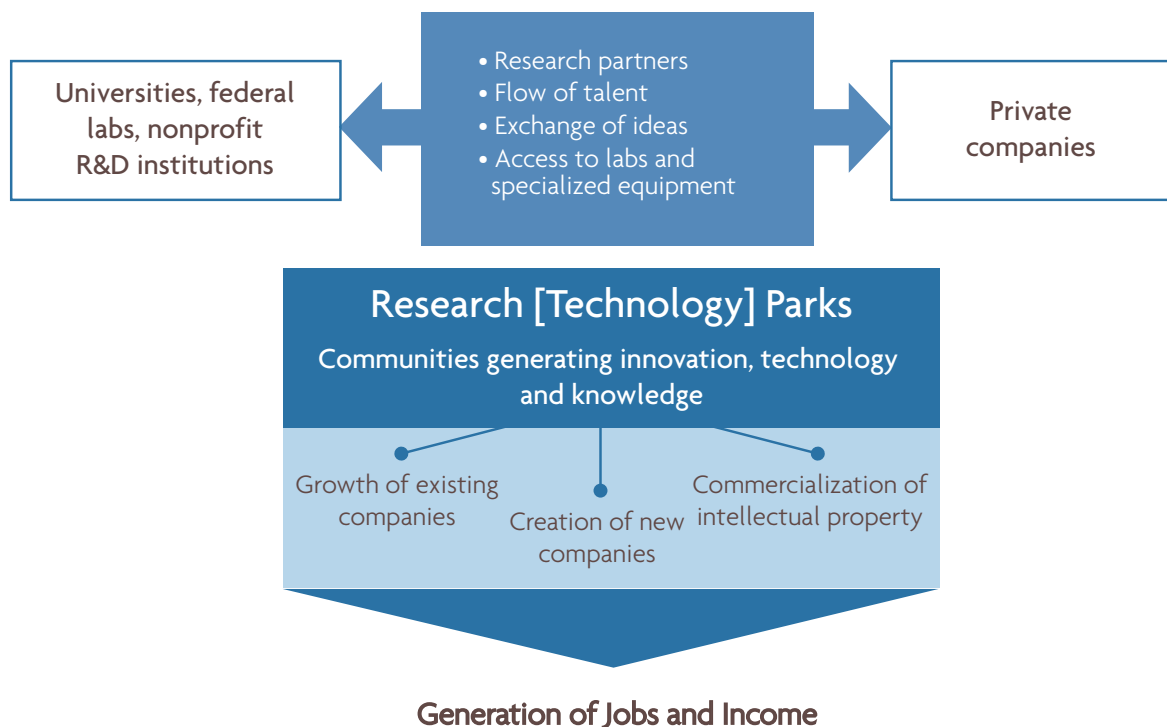 Universities, federal
labs, nonprofit
R&D institutions
• Research partners
• Flow of talent
• Exchange of ideas
• Access to labs and
specialized equipment
Private
companies
Research [Technology] Parks
Communities generating innovation, technology
and knowledge
Growth of existing
companies
Creation of new
companies
Commercialization of
intellectual property
Generation of Jobs and Income